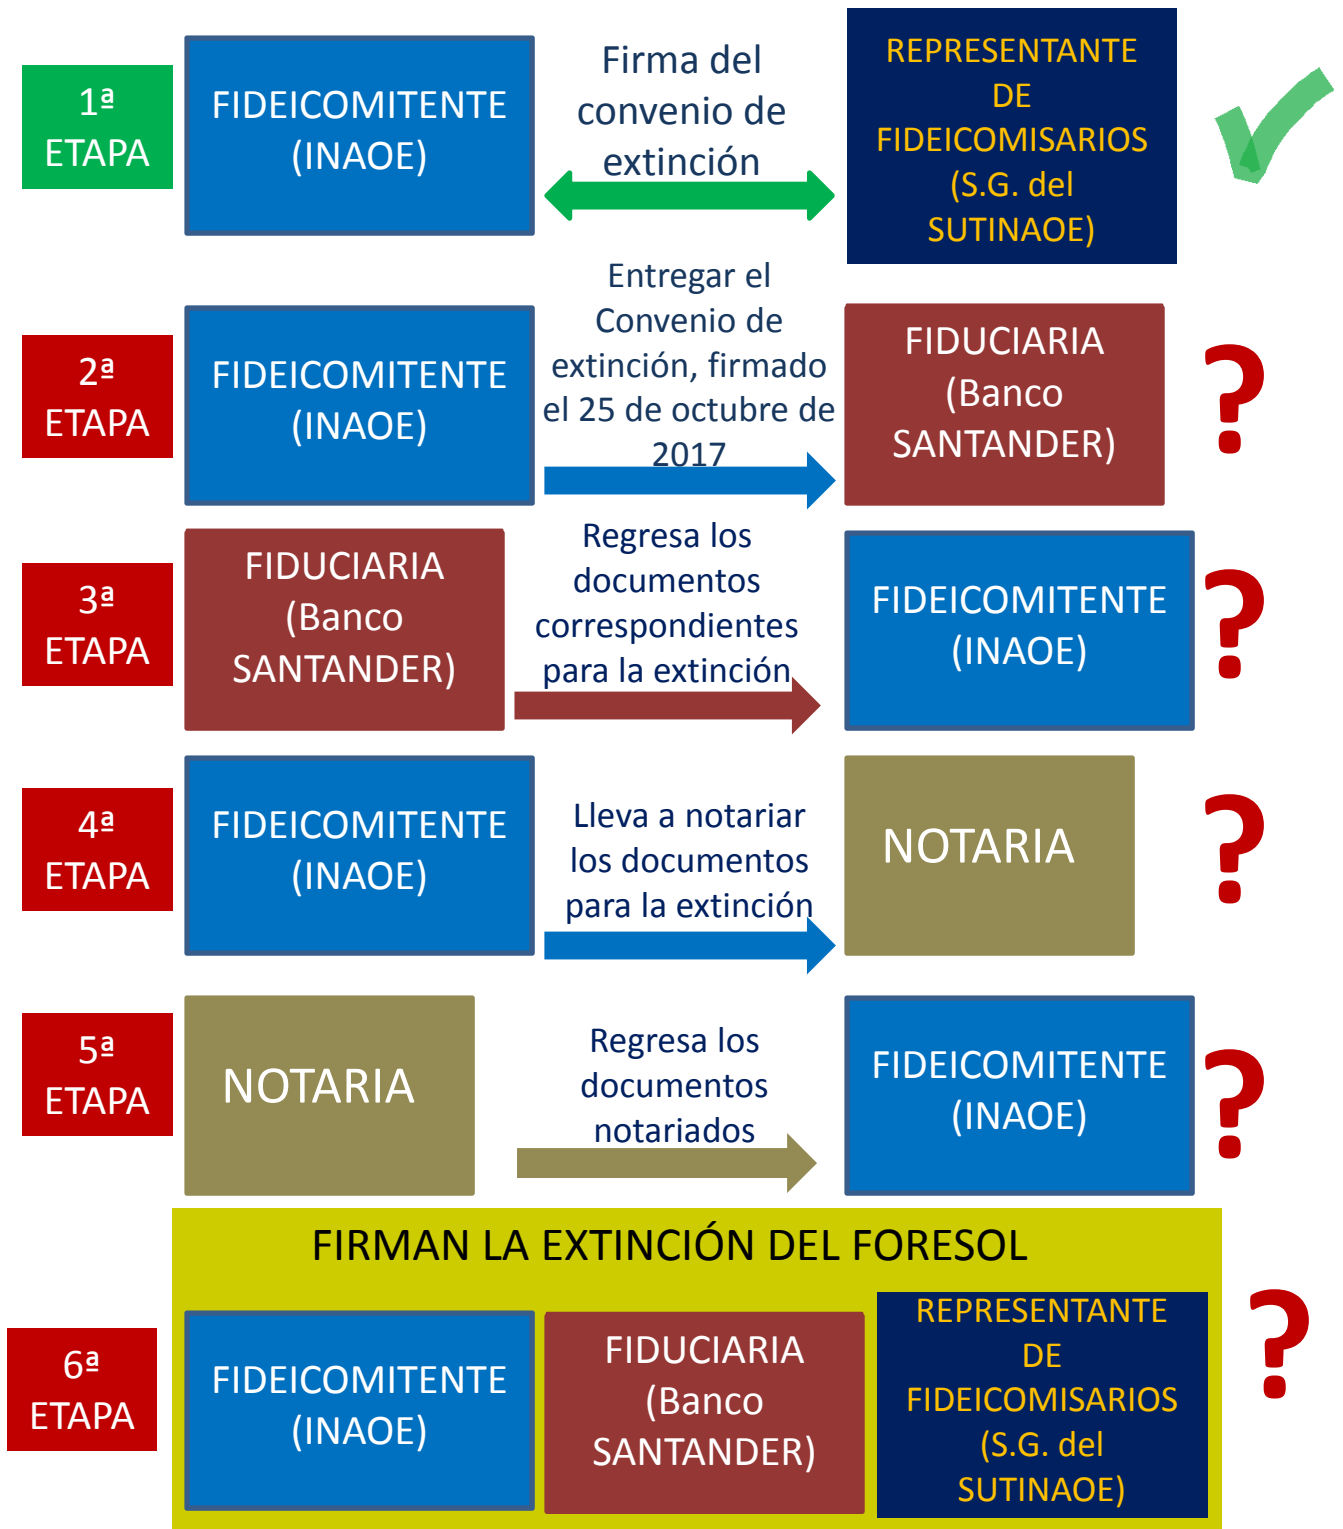 1ª
ETAPA
FIDEICOMITENTE
(INAOE)
Firma del
convenio de
extinción
REPRESENTANTE
DE
FIDEICOMISARIOS
(S.G. del
SUTINAOE)
2ª
ETAPA
FIDEICOMITENTE
(INAOE)
Entregar el
Convenio de
extinción, firmado
el 25 de octubre de
2017
FIDUCIARIA
(Banco
SANTANDER)
?
3ª
ETAPA
FIDUCIARIA
(Banco
SANTANDER)
Regresa los
documentos
correspondientes
para la extinción
FIDEICOMITENTE
(INAOE)
?
4ª
ETAPA
FIDEICOMITENTE
(INAOE)
Lleva a notariar
los documentos
para la extinción
NOTARIA
?
5ª
ETAPA
NOTARIA
Regresa los
documentos
notariados
FIDEICOMITENTE
(INAOE)
?
FIRMAN LA EXTINCIÓN DEL FORESOL
6ª
ETAPA
FIDEICOMITENTE
(INAOE)
FIDUCIARIA
(Banco
SANTANDER)
REPRESENTANTE
DE
FIDEICOMISARIOS
(S.G. del
SUTINAOE)
?